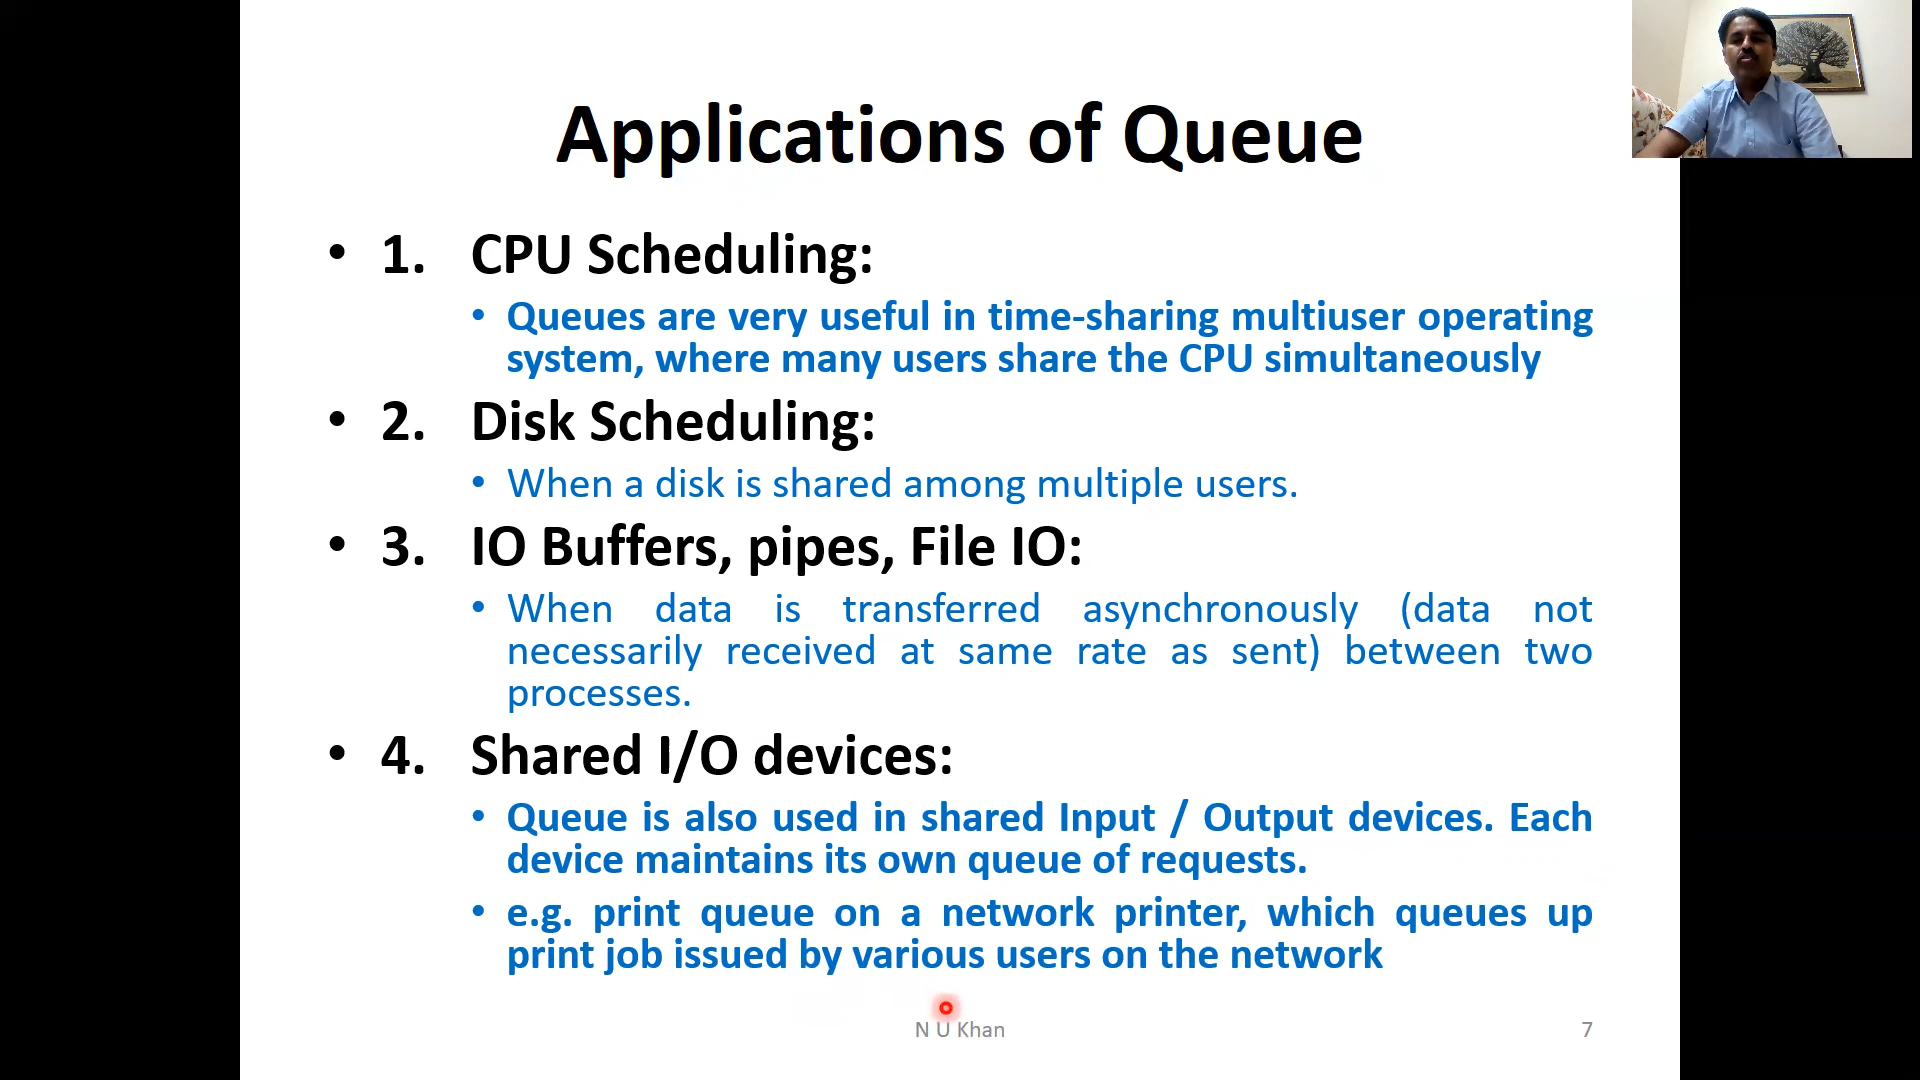 Applications of Queue
• 1. CPU Scheduling:
• Queues are very useful in time-sharing multiuser operating
system, where many users share the CPU simultaneously
• 2. Disk Scheduling:
• When a disk is shared among multiple users.
• 3. IO Buffers, pipes, File IO:
• When data is transferred asynchronously (data not
necessarily received at same rate as sent) between two
processes.
• 4. Shared I/O devices:
• Queue is also used in shared Input / Output devices. Each
device maintains its own queue of requests.
• e.g. print queue on a network printer, which queues up
print job issued by various users on the network
N U Khan
7